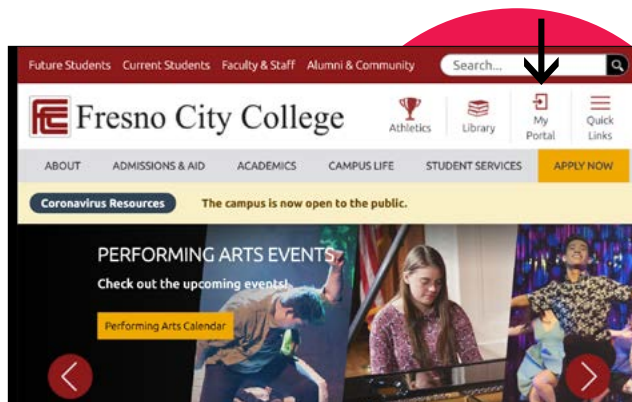 Future Students Current Students Faculty & Staff Alumni & Community Search...
FCC Fresno City College
Athletics Library My Portal Quick Links
ABOUT ADMISSIONS & AID ACADEMICS CAMPUS LIFE STUDENT SERVICES APPLY NOW
Coronavirus Resources The campus is now open to the public.
PERFORMING ARTS EVENTS
Check out the upcoming events!
Performing Arts Calendar